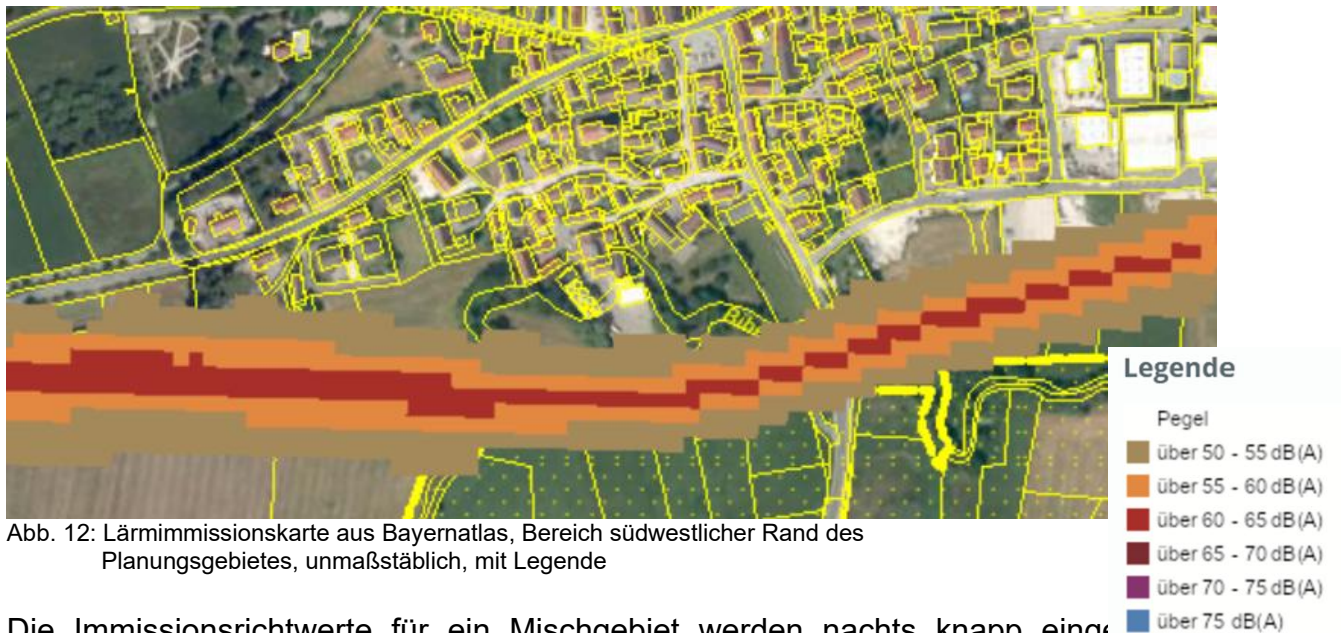 Abb. 12: Lärmimmissionskarte aus Bayernatlas, Bereich südwestlicher Rand des
Planungsgebietes, unmaßstäblich, mit Legende
Legende
Pegel
über 50 - 55 dB(A)
über 55 - 60 dB(A)
über 60 - 65 dB(A)
über 65 - 70 dB(A)
über 70 - 75 dB(A)
über 75 dB(A)
Die Immissionsrichtwerte für ein Mischgebiet werden nachts knapp